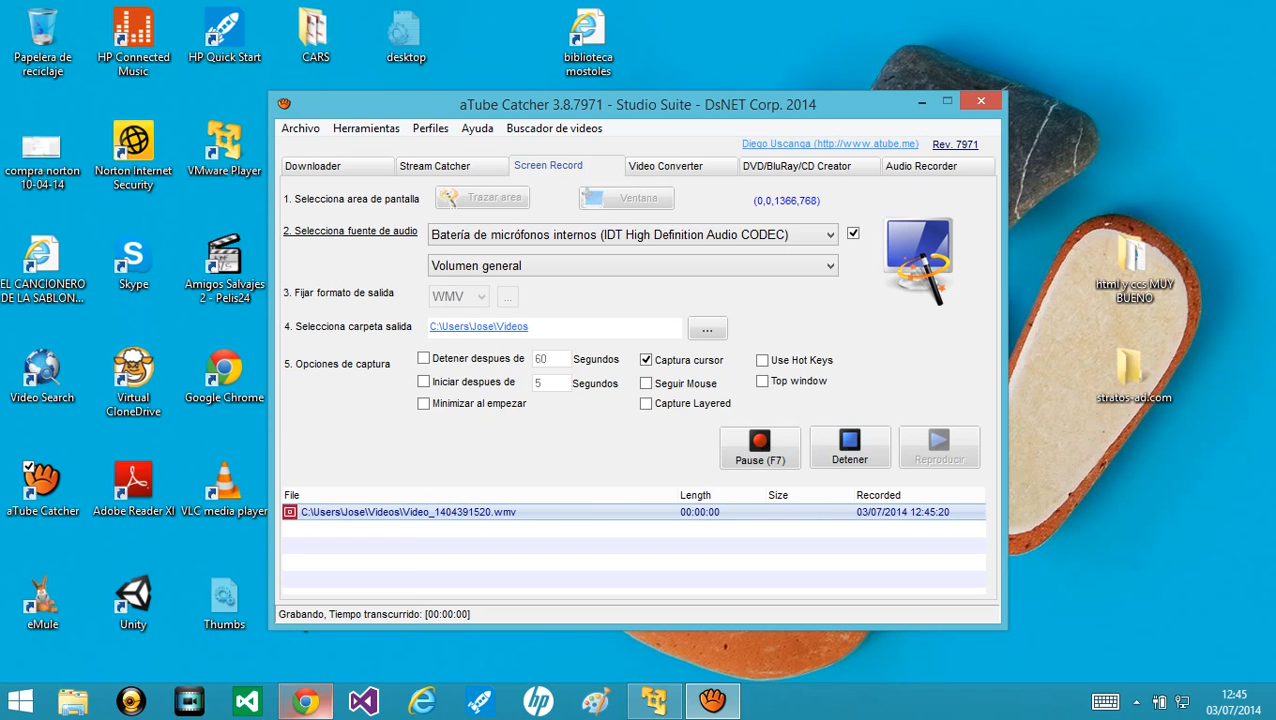 Papelera de
reciclaje
HP Connected
Music
HP Quick Start
CARS
desktop
biblioteca
mostoles
compra norton
10-04-14
Norton Internet
Security
VMware Player
EL CANCIONERO
DE LA SABLON...
Skype
Amigos Salvajes
2 - Pelis24
Video Search
Virtual
CloneDrive
Google Chrome
aTube Catcher
Adobe Reader XI
VLC media player
eMule
Unity
Thumbs
html y ccs MUY
BUENO
stratos-ad.com
aTube Catcher 3.8.7971 - Studio Suite - DsNET Corp. 2014
Archivo Herramientas Perfiles Ayuda Buscador de videos
Diego Uscanga (http://www.atube.me) Rev. 7971
Downloader Stream Catcher Screen Record Video Converter DVD/BluRay/CD Creator Audio Recorder
1. Selecciona area de pantalla Trazar area Ventana (0,0,1366,768)
2. Selecciona fuente de audio Batería de micrófonos internos (IDT High Definition Audio CODEC)
Volumen general
3. Fijar formato de salida WMV ...
4. Selecciona carpeta salida C:\Users\Jose\Videos ...
5. Opciones de captura Detener despues de 60 Segundos Captura cursor Use Hot Keys
Iniciar despues de 5 Segundos Seguir Mouse Top window
Minimizar al empezar Capture Layered
Pause (F7) Detener Reproducir
File Length Size Recorded
C:\Users\Jose\Videos\Video_1404391520.wmv 00:00:00 03/07/2014 12:45:20
Grabando, Tiempo transcurrido: [00:00:00]
12:45
03/07/2014